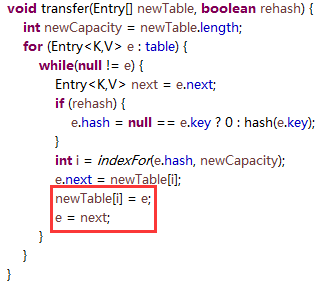 void transfer(Entry[] newTable, boolean rehash) {
int newCapacity = newTable.length;
for (Entry<K,V> e : table) {
while(null != e) {
Entry<K,V> next = e.next;
if (rehash) {
e.hash = null == e.key ? 0 : hash(e.key);
}
int i = indexFor(e.hash, newCapacity);
e.next = newTable[i];
newTable[i] = e;
e = next;
}
}
}